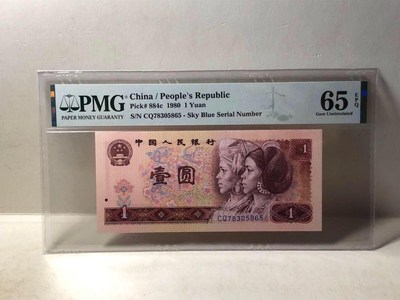 PMG
PAPER MONEY GUARANTY
China / People's Republic
Pick# 884c 1980 1 Yuan
S/N CQ78305865 - Sky Blue Serial Number
65 EPQ
Gem Uncirculated
中国人民银行
1
壹圆
1
CQ78305865
1